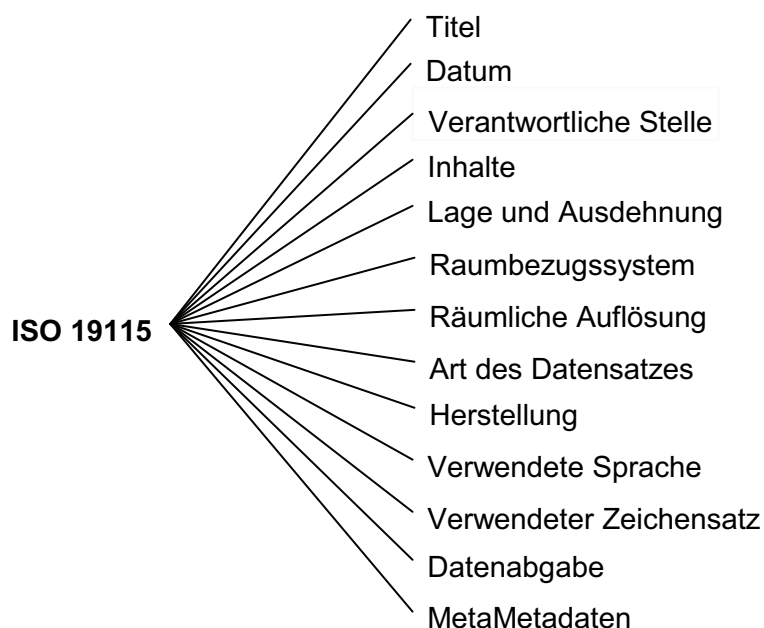 Titel
Datum
Verantwortliche Stelle
Inhalte
Lage und Ausdehnung
Raumbezugssystem
ISO 19115
Räumliche Auflösung
Art des Datensatzes
Herstellung
Verwendete Sprache
Verwendeter Zeichensatz
Datenabgabe
MetaMetadaten